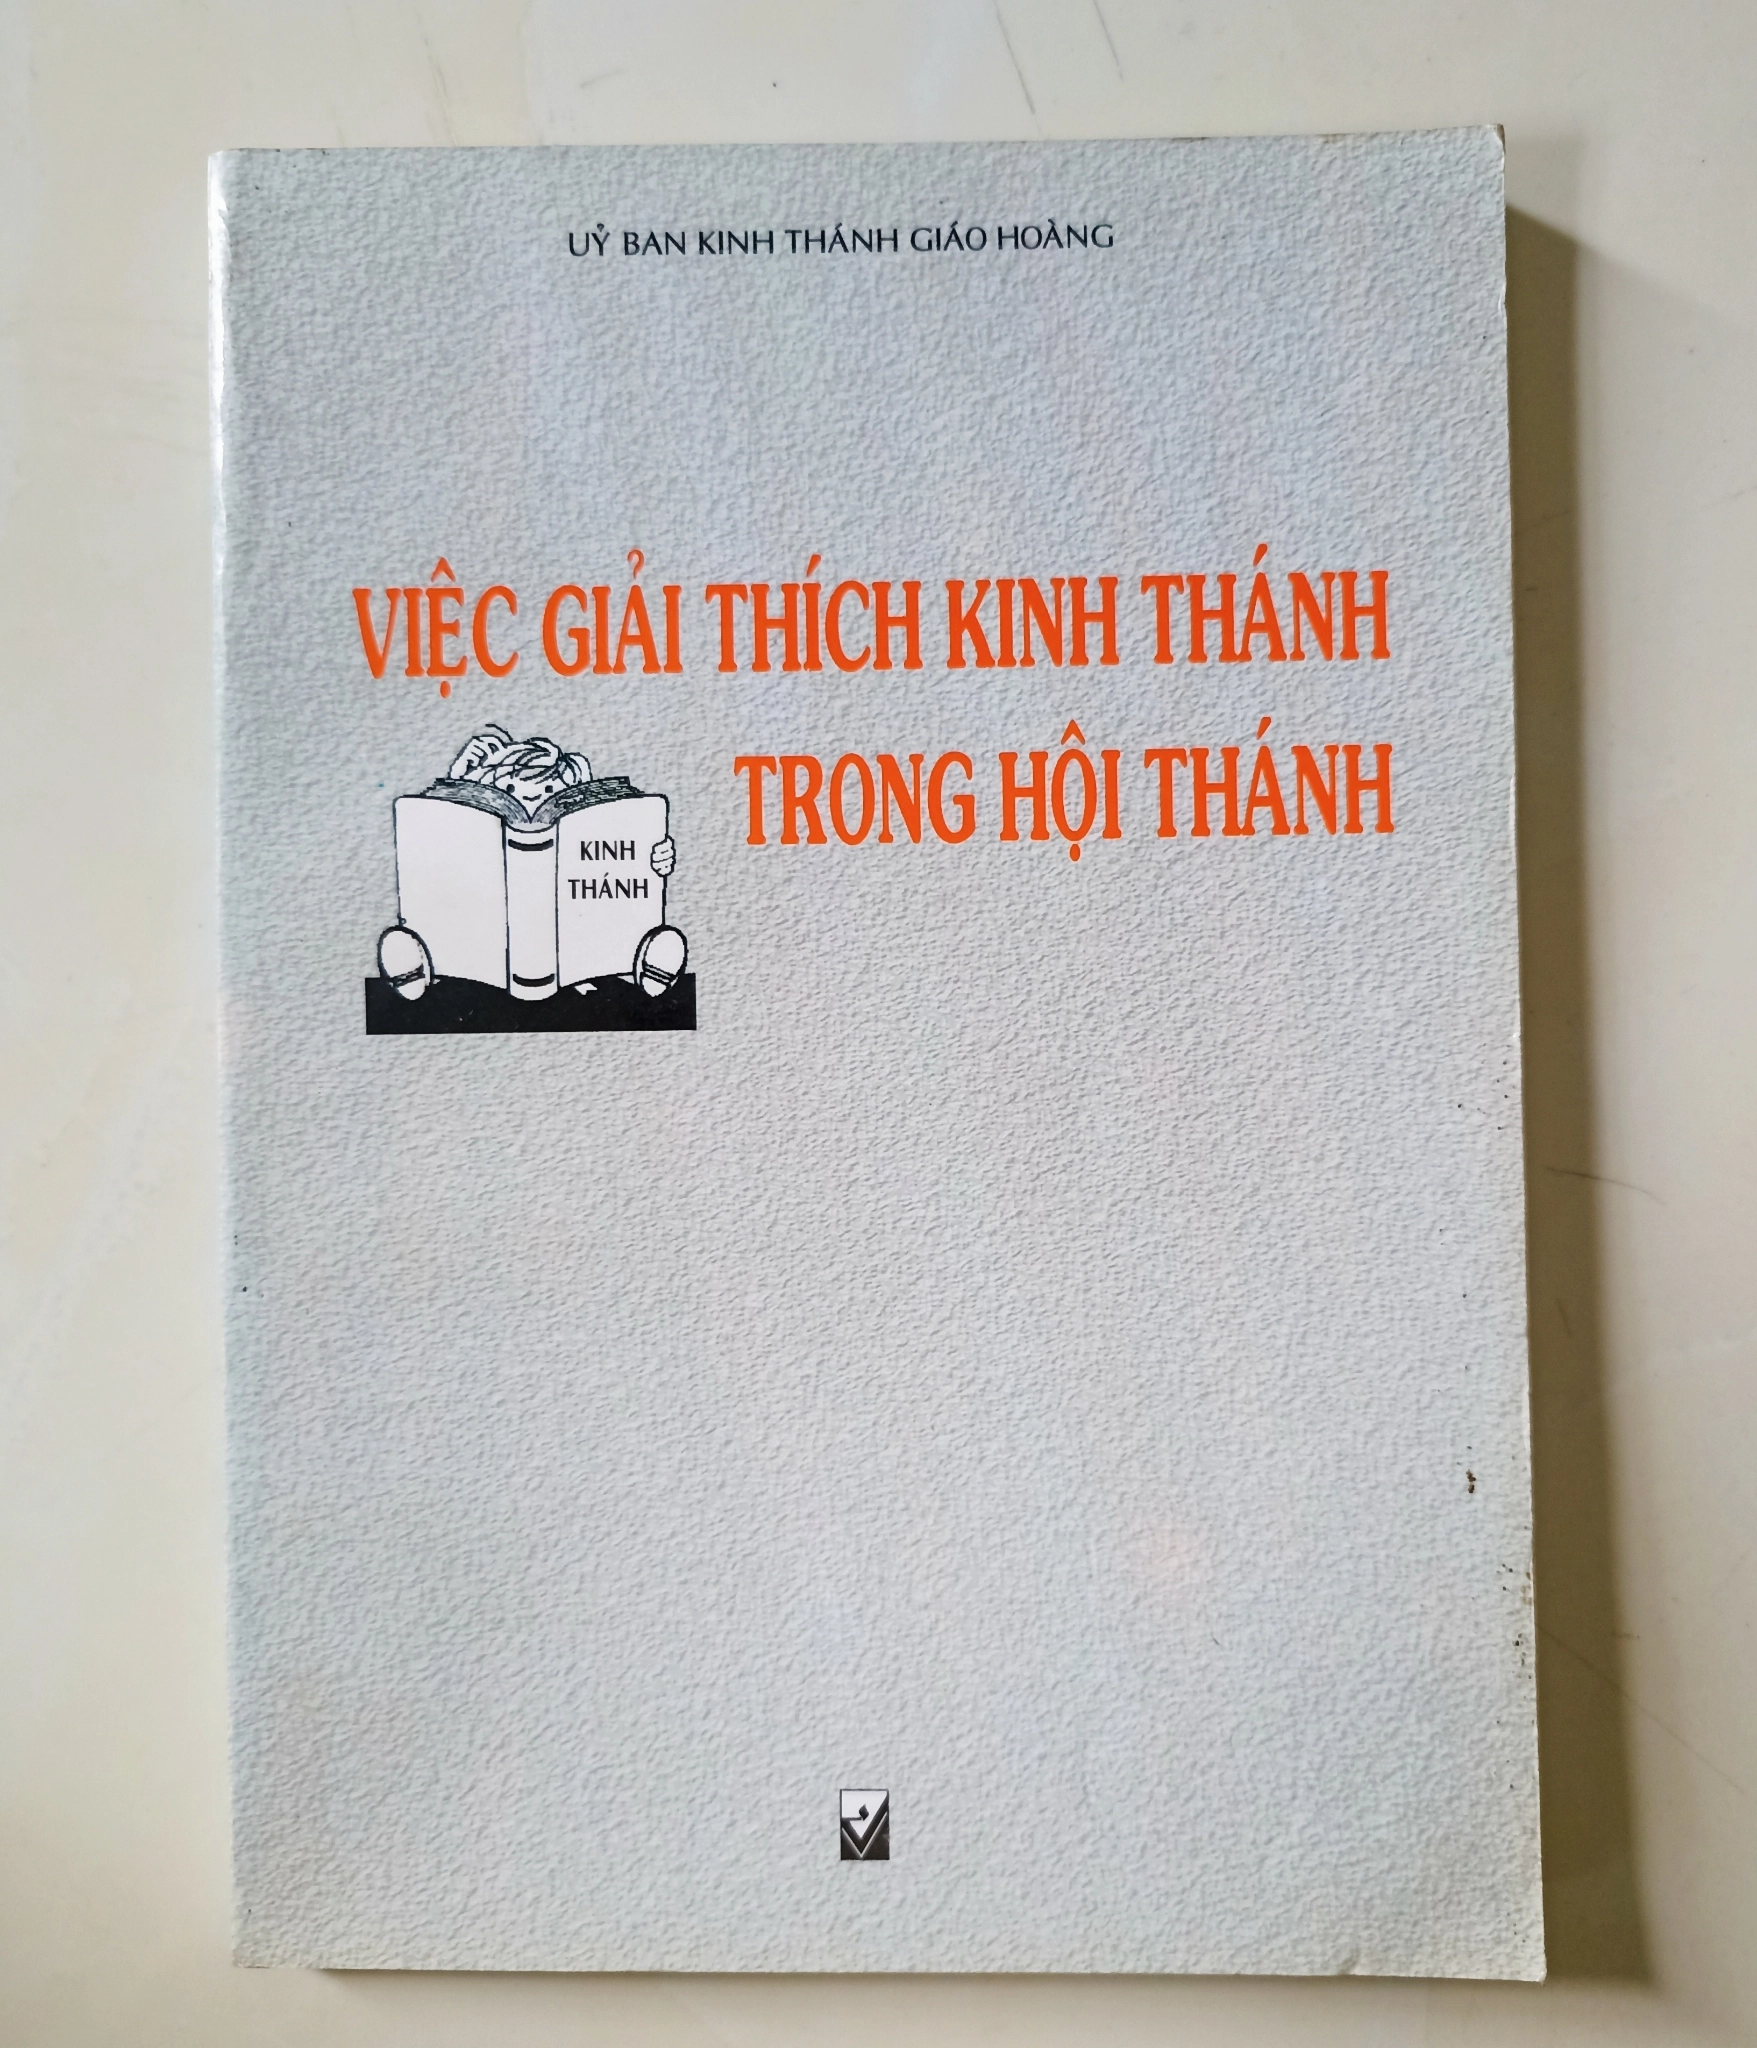 UỶ BAN KINH THÁNH GIÁO HOÀNG
VIỆC GIẢI THÍCH KINH THÁNH
TRONG HỘI THÁNH
KINH
THÁNH